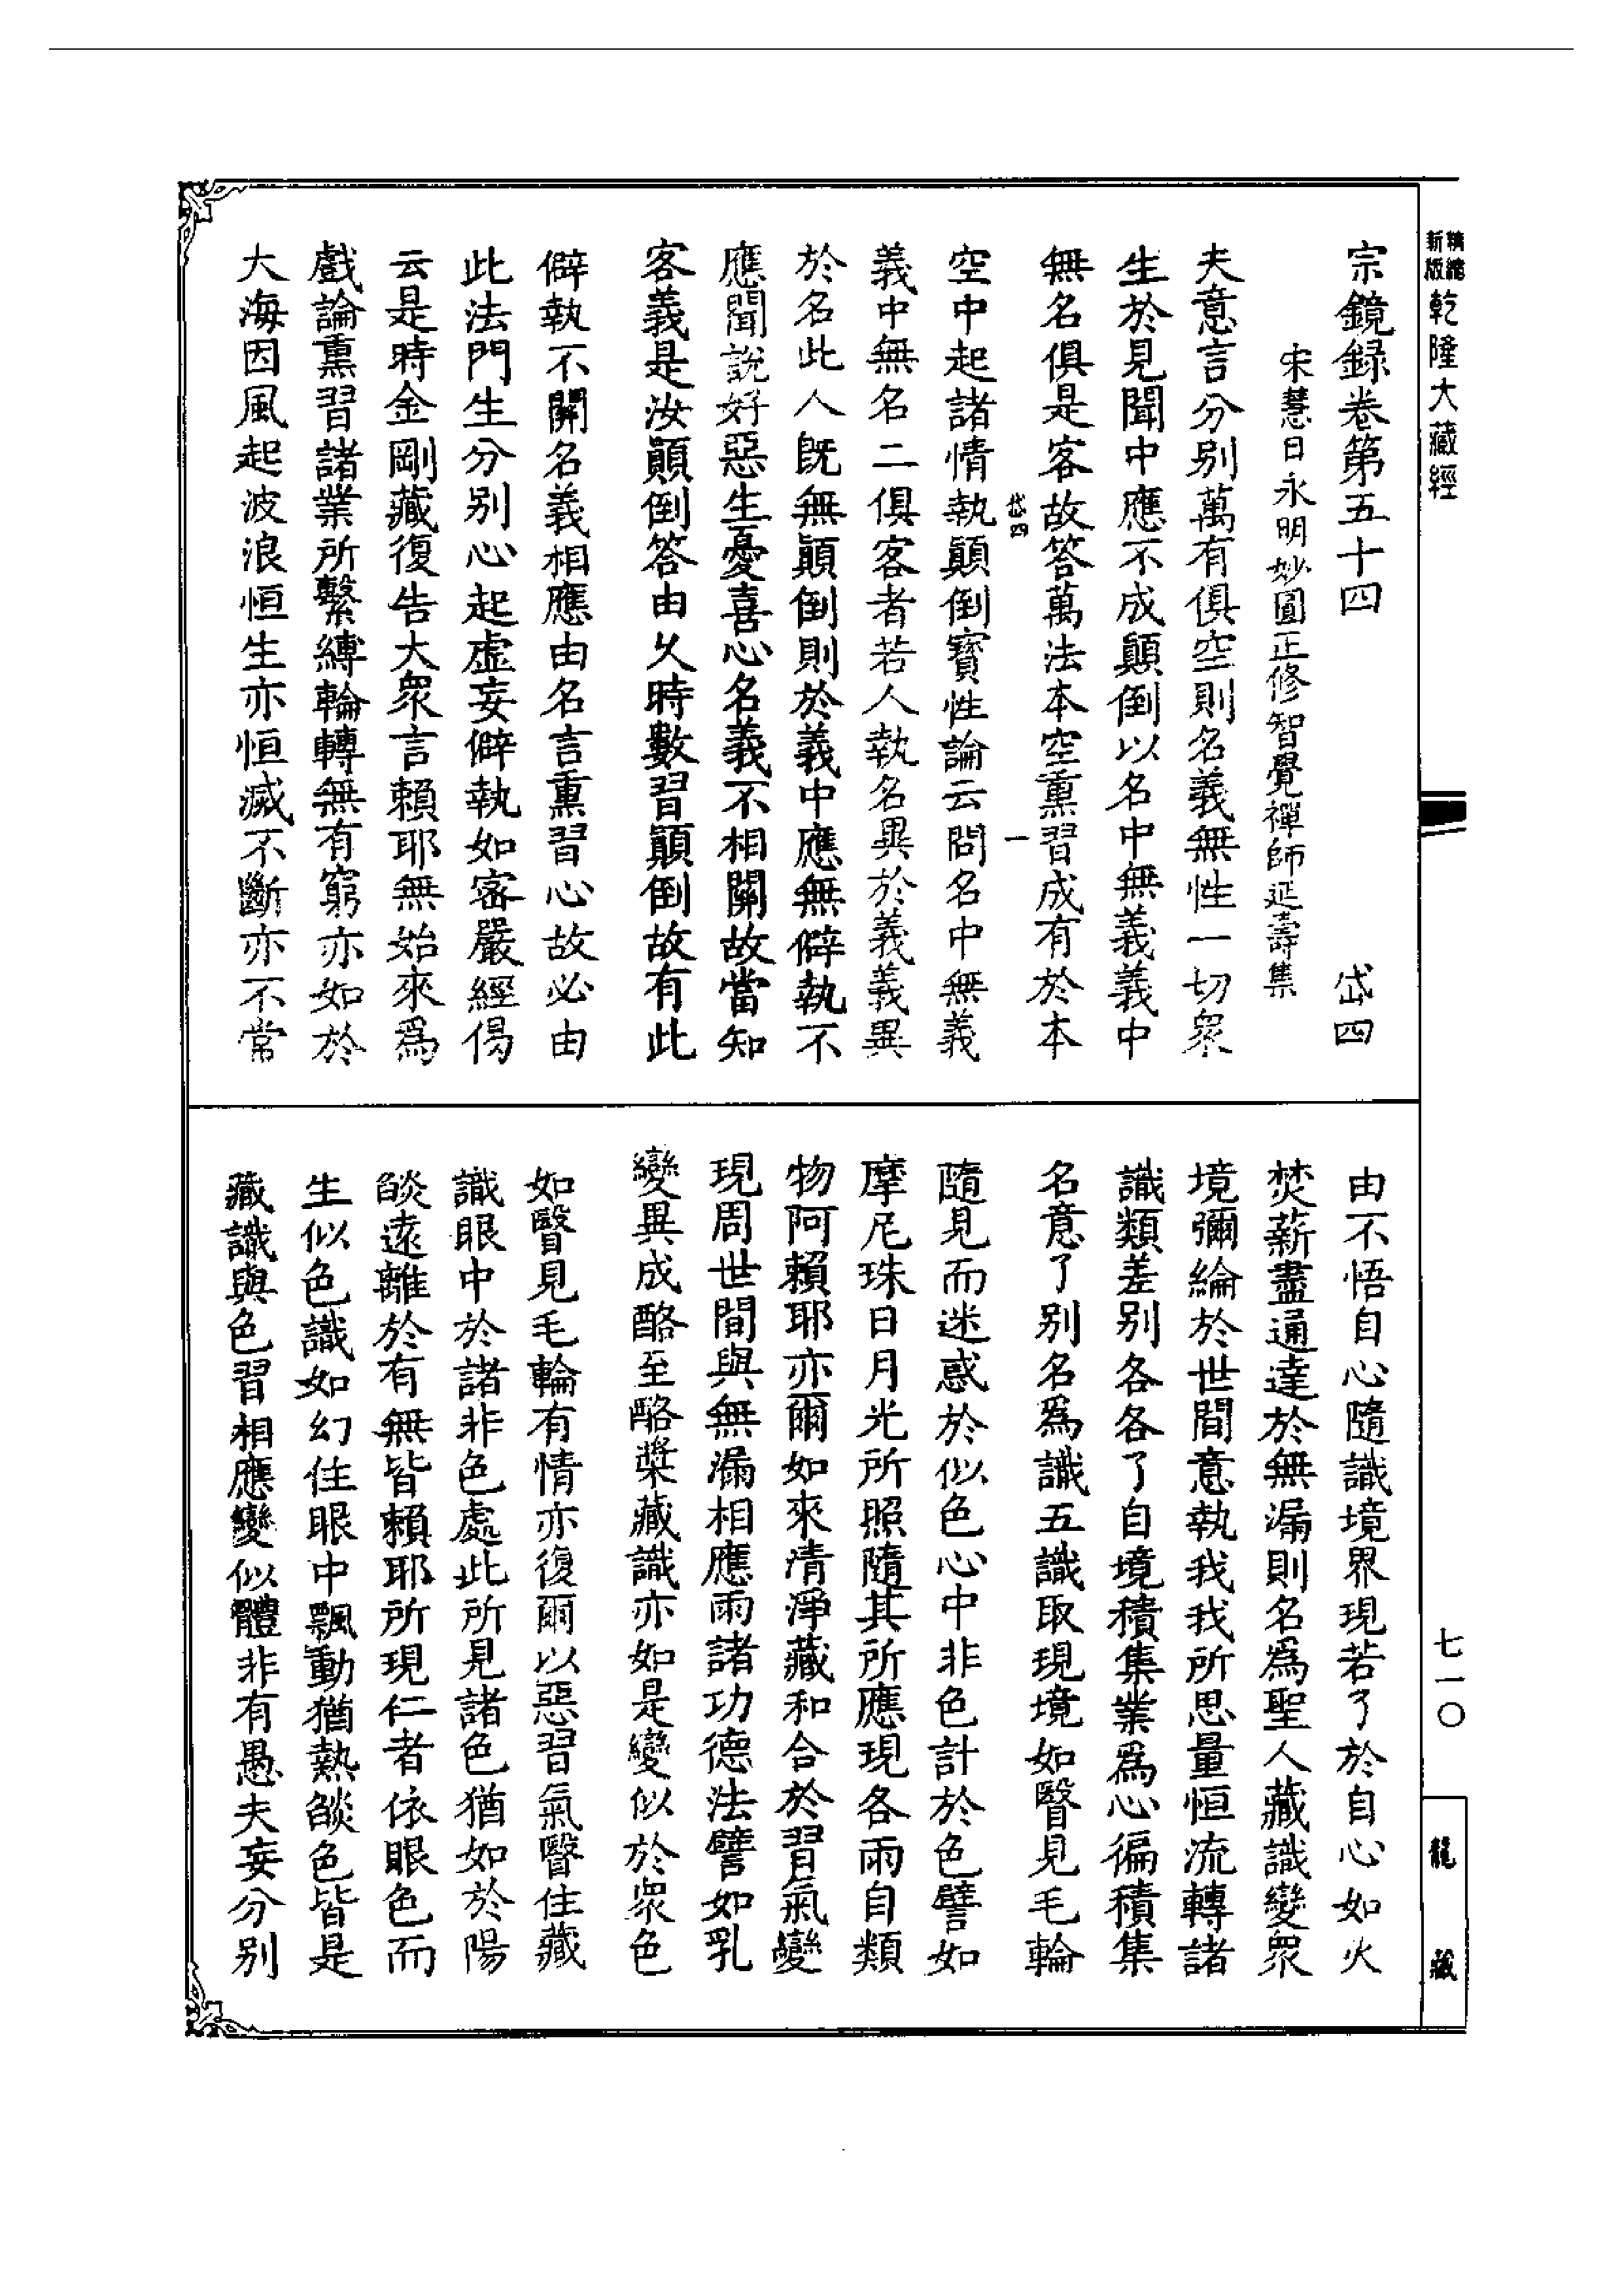 精縮新版乾隆大藏經
七一〇
龍藏
宗鏡録卷第五十四 岱四
宋慧日永明妙圓正修智覺禪師延壽集
夫意言分别萬有俱空則名義無性一切衆
生於見聞中應不成顛倒以名中無義義中
無名俱是客故答萬法本空熏習成有於本
岱四 一
空中起諸情執顛倒寳性論云問名中無義
義中無名二俱客者若人執名異於義義異
於名此人既無顛倒則於義中應無僻執不
應聞説好惡生憂喜心名義不相關故當知
客義是汝顛倒答由乆時數習顛倒故有此
僻執不關名義相應由名言熏習心故必由
此法門生分别心起虚妄僻執如密嚴經偈
云是時金剛藏復告大衆言賴耶無始來爲
戲論熏習諸業所繫縛輪轉無有窮亦如於
大海因風起波浪恒生亦恒滅不斷亦不常
由不悟自心隨識境界現若了於自心如火
焚薪盡通達於無漏則名爲聖人藏識變衆
境彌綸於世間意執我我所思量恒流轉諸
識類差别各各了自境積集業爲心徧積集
名意了别名爲識五識取現境如瞖見毛輪
隨見而迷惑於似色心中非色計於色譬如
摩尼珠日月光所照隨其所應現各雨自類
物阿賴耶亦爾如來清淨藏和合於習氣變
現周世間與無漏相應雨諸功德法譬如乳
變異成酪至酪漿藏識亦如是變似於衆色
如瞖見毛輪有情亦復爾以惡習氣瞖住藏
識眼中於諸非色處此所見諸色猶如於陽
燄遠離於有無皆賴耶所現仁者依眼色而
生似色識如幻住眼中飄動猶熱燄色皆是
藏識與色習相應變似體非有愚夫妄分别